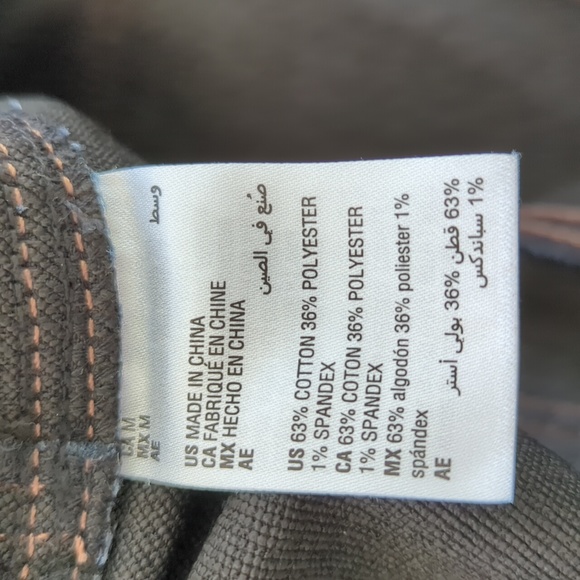 CA M
MX M
AE وسط
US MADE IN CHINA
CA FABRIQUÉ EN CHINE
MX HECHO EN CHINA
AE صُنع في الصين
US 63% COTTON 36% POLYESTER
1% SPANDEX
CA 63% COTON 36% POLYESTER
1% SPANDEX
MX 63% algodón 36% poliester 1%
spándex
AE 63% قطن 36% بولي أستر
1% سباندكس